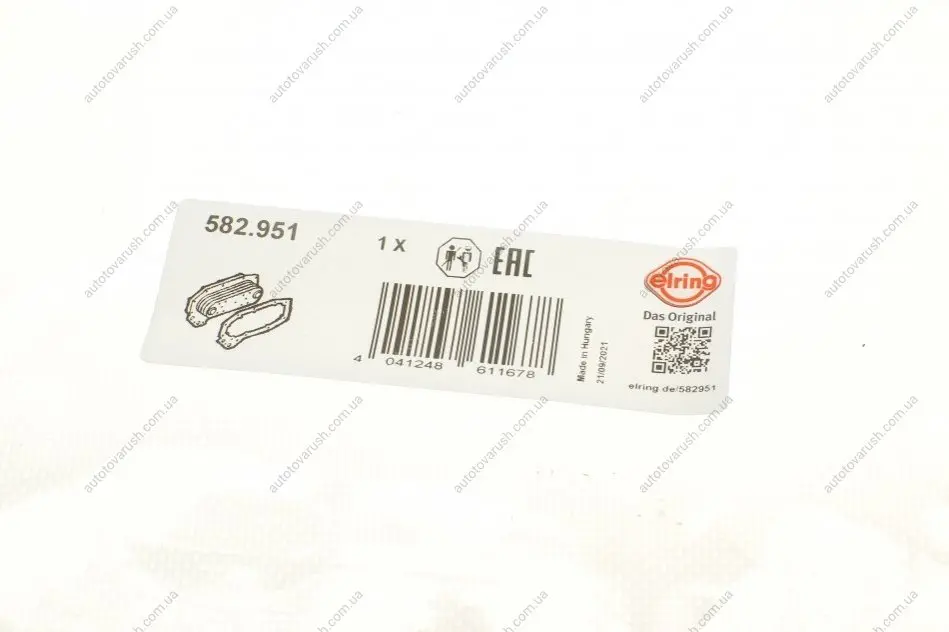 582.951
1 X
EAC
elring
Das Original
4 041248 611678
Made in Hungary
21/09/2021
elring.de/582951
autotovarush.com.ua